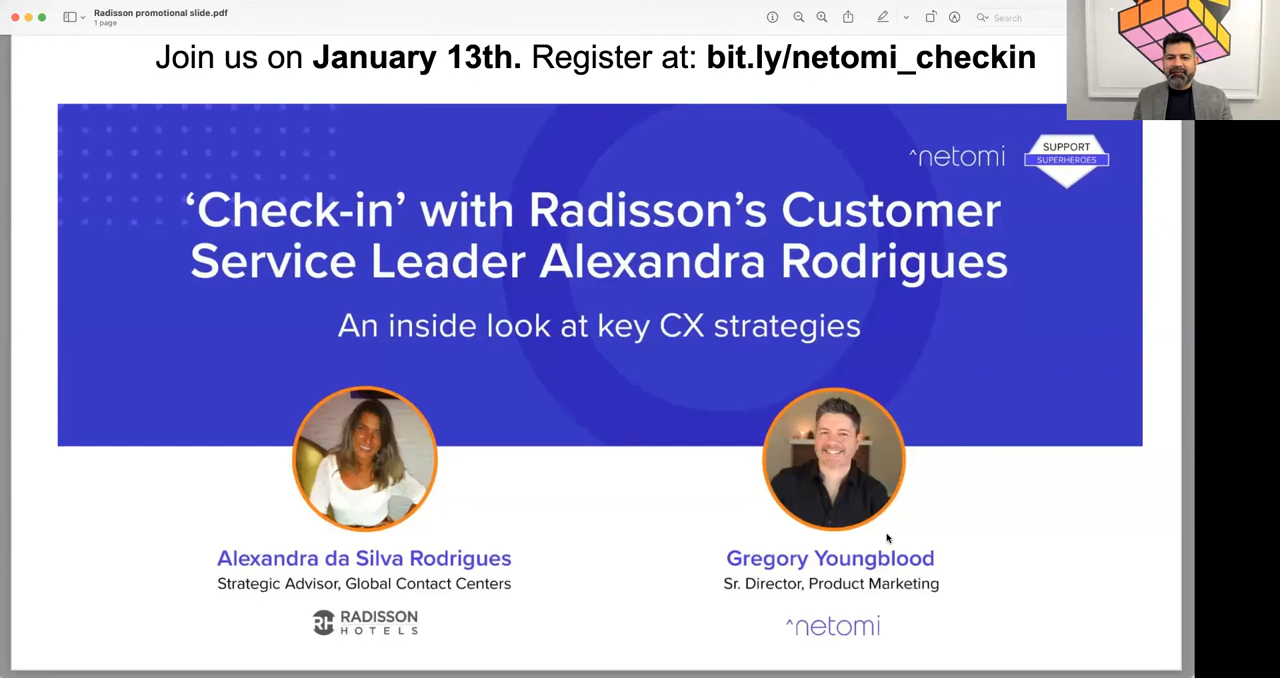 Radisson promotional slide.pdf
1 page
Search
Join us on January 13th. Register at: bit.ly/netomi_checkin
^netomi
SUPPORT
SUPERHEROES
‘Check-in’ with Radisson’s Customer
Service Leader Alexandra Rodrigues
An inside look at key CX strategies
Alexandra da Silva Rodrigues
Strategic Advisor, Global Contact Centers
RH RADISSON
HOTELS
Gregory Youngblood
Sr. Director, Product Marketing
^netomi